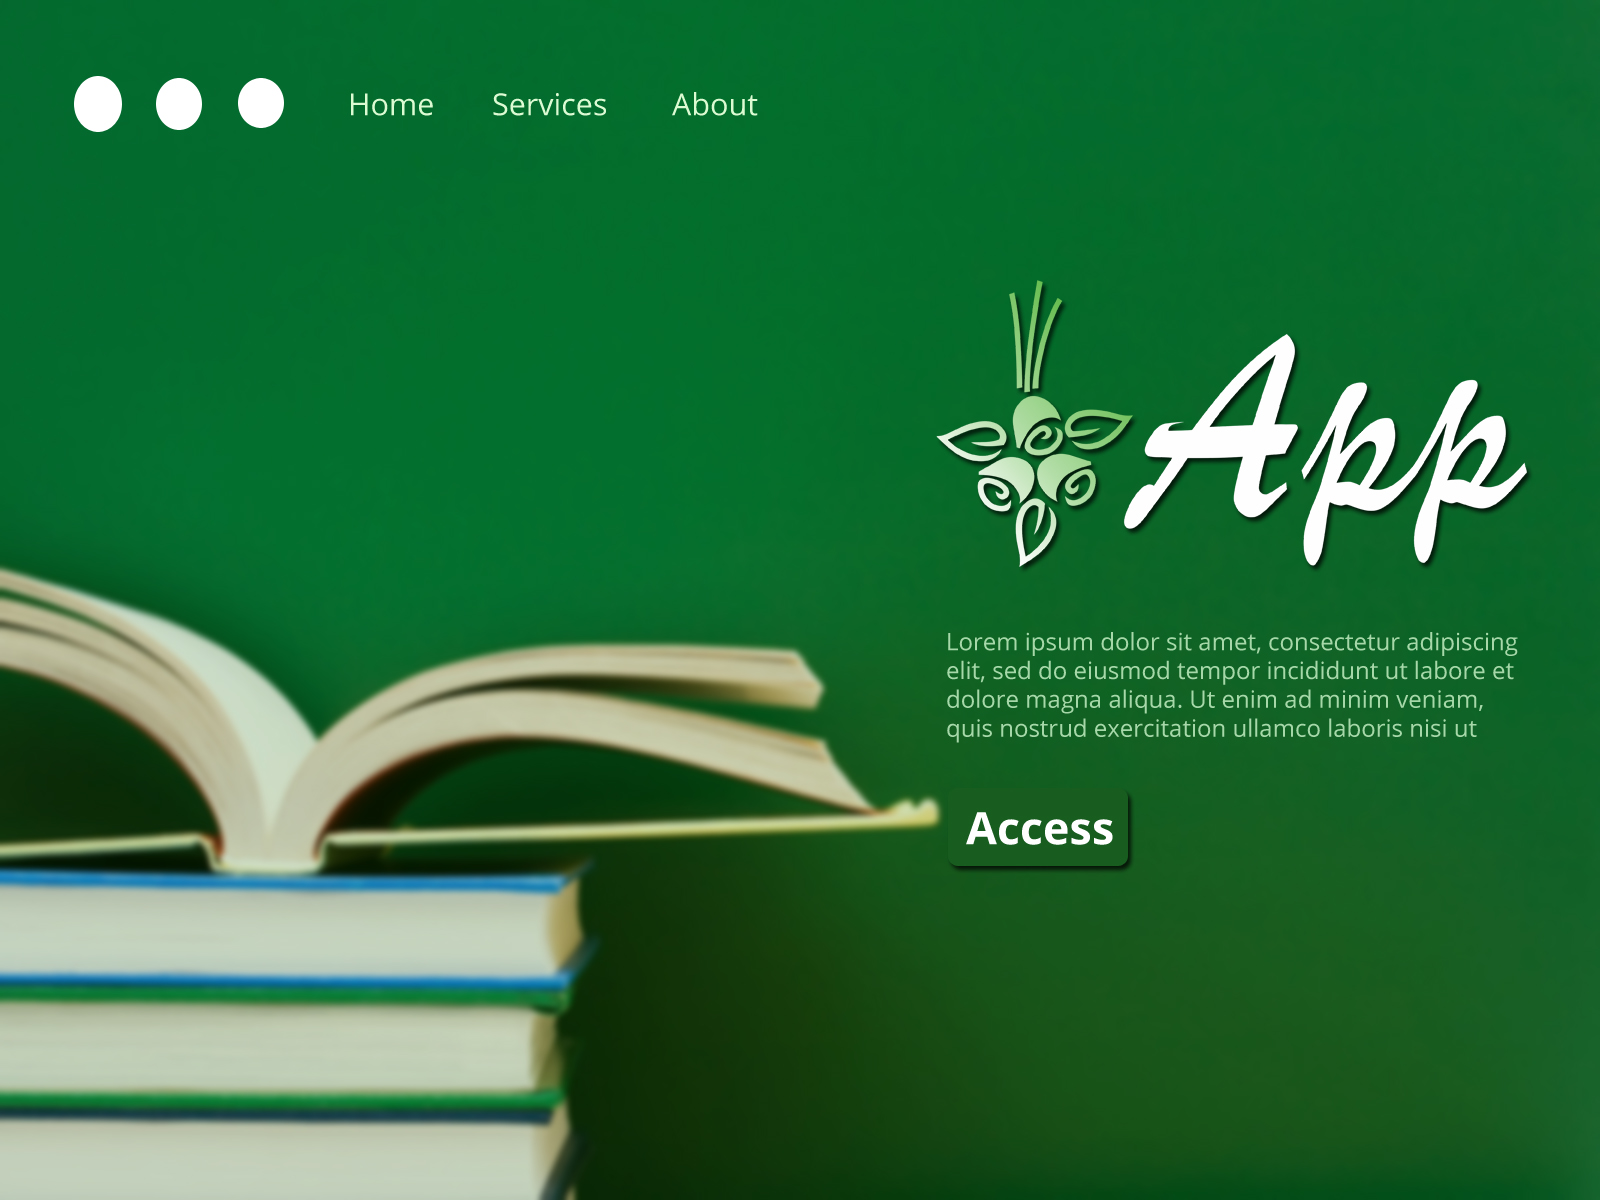 Home Services About
App
Lorem ipsum dolor sit amet, consectetur adipiscing
elit, sed do eiusmod tempor incididunt ut labore et
dolore magna aliqua. Ut enim ad minim veniam,
quis nostrud exercitation ullamco laboris nisi ut
Access